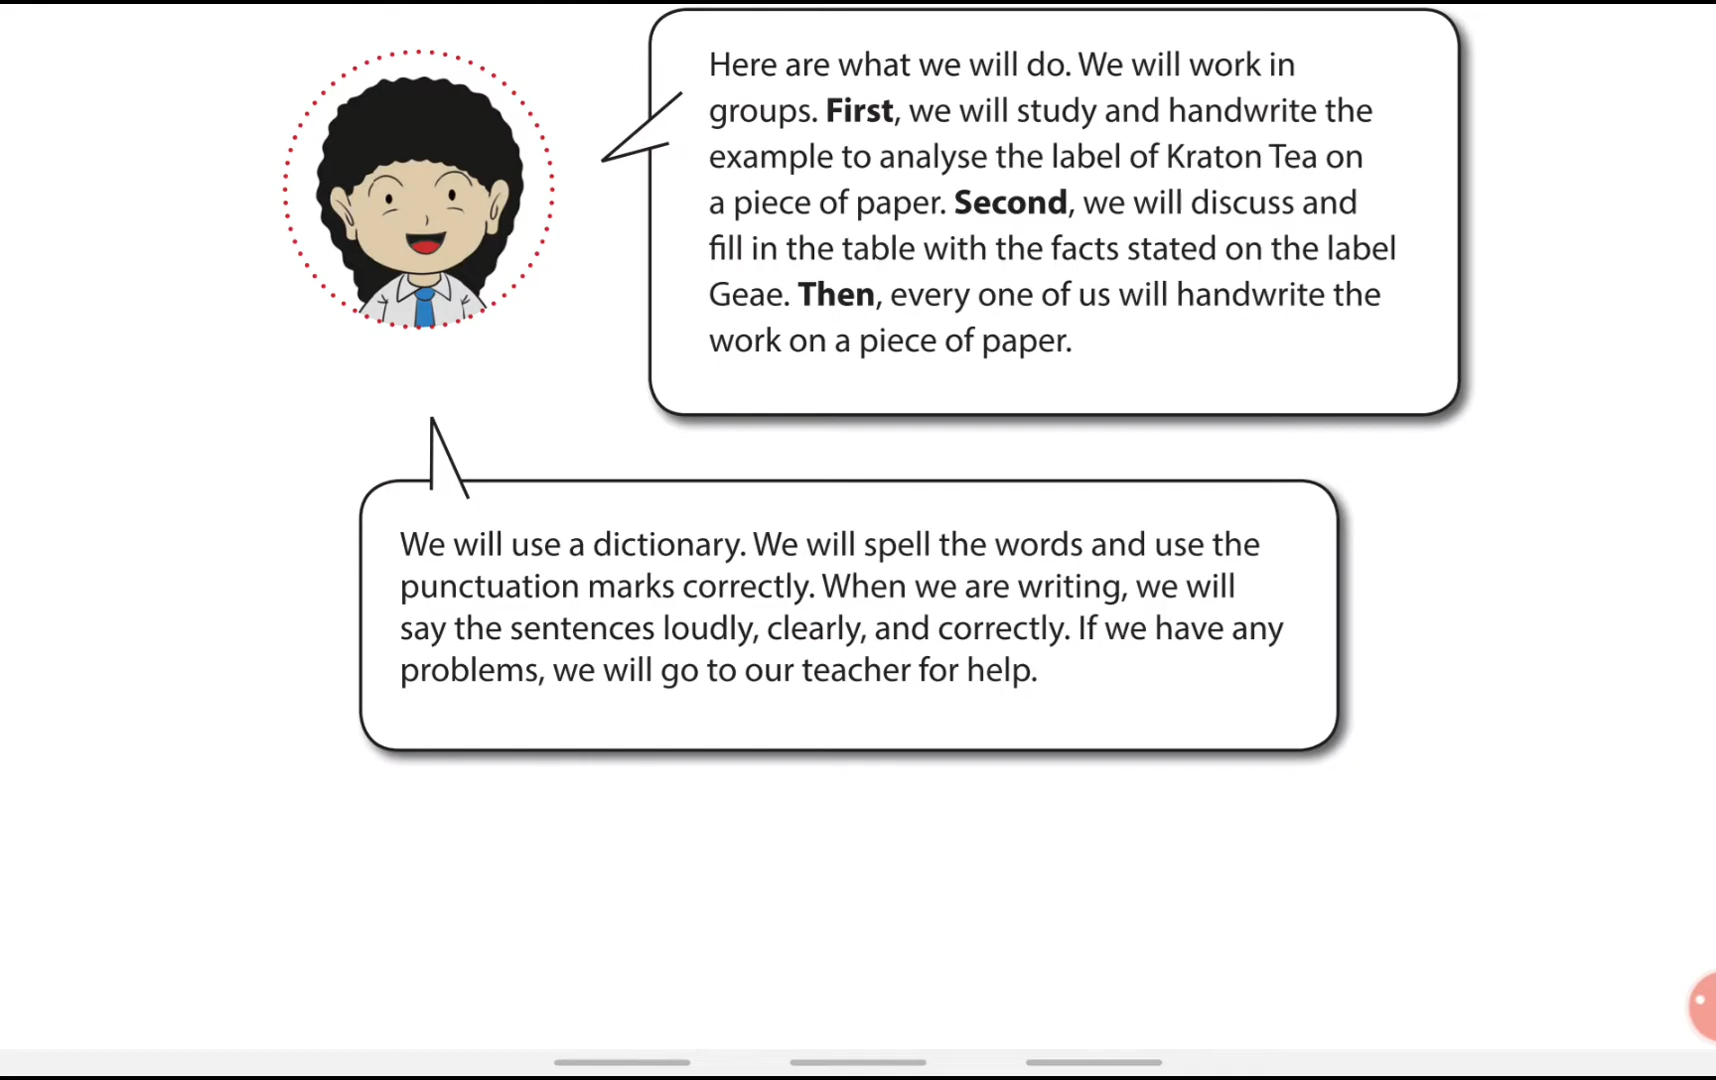 Here are what we will do. We will work in
groups. First, we will study and handwrite the
example to analyse the label of Kraton Tea on
a piece of paper. Second, we will discuss and
fill in the table with the facts stated on the label
Geae. Then, every one of us will handwrite the
work on a piece of paper.
We will use a dictionary. We will spell the words and use the
punctuation marks correctly. When we are writing, we will
say the sentences loudly, clearly, and correctly. If we have any
problems, we will go to our teacher for help.